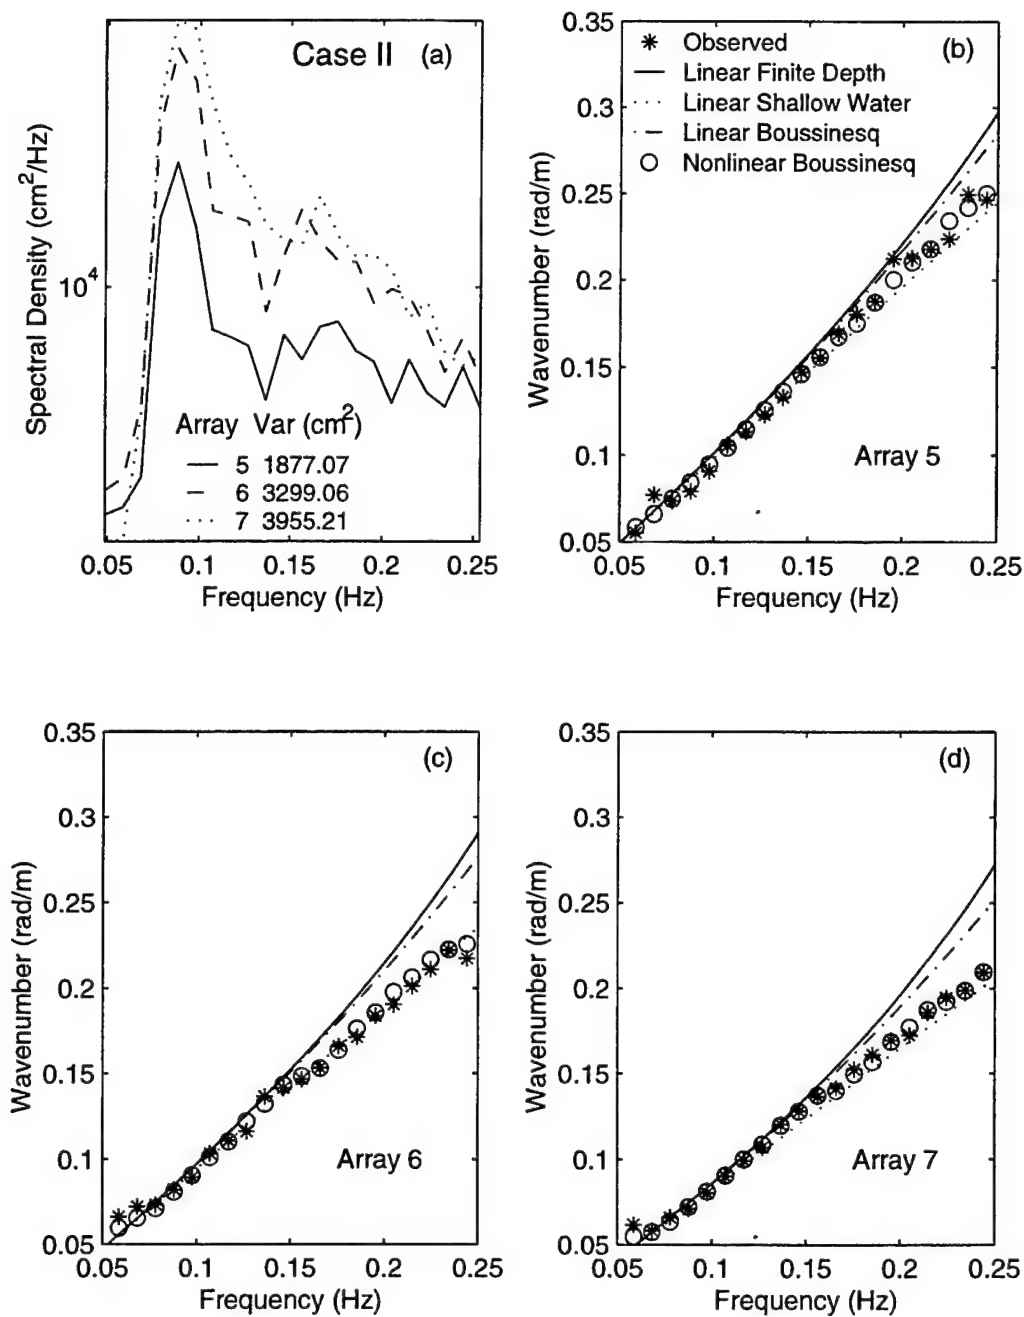 Case II (a)
Spectral Density (cm²/Hz)
10⁴
Array Var (cm²)
5 1877.07
6 3299.06
7 3955.21
0.05 0.1 0.15 0.2 0.25
Frequency (Hz)
(b)
Observed
Linear Finite Depth
Linear Shallow Water
Linear Boussinesq
Nonlinear Boussinesq
Wavenumber (rad/m)
0.35
0.3
0.25
0.2
0.15
0.1
0.05
Array 5
0.05 0.1 0.15 0.2 0.25
Frequency (Hz)
(c)
Wavenumber (rad/m)
0.35
0.3
0.25
0.2
0.15
0.1
0.05
Array 6
0.05 0.1 0.15 0.2 0.25
Frequency (Hz)
(d)
Wavenumber (rad/m)
0.35
0.3
0.25
0.2
0.15
0.1
0.05
Array 7
0.05 0.1 0.15 0.2 0.25
Frequency (Hz)